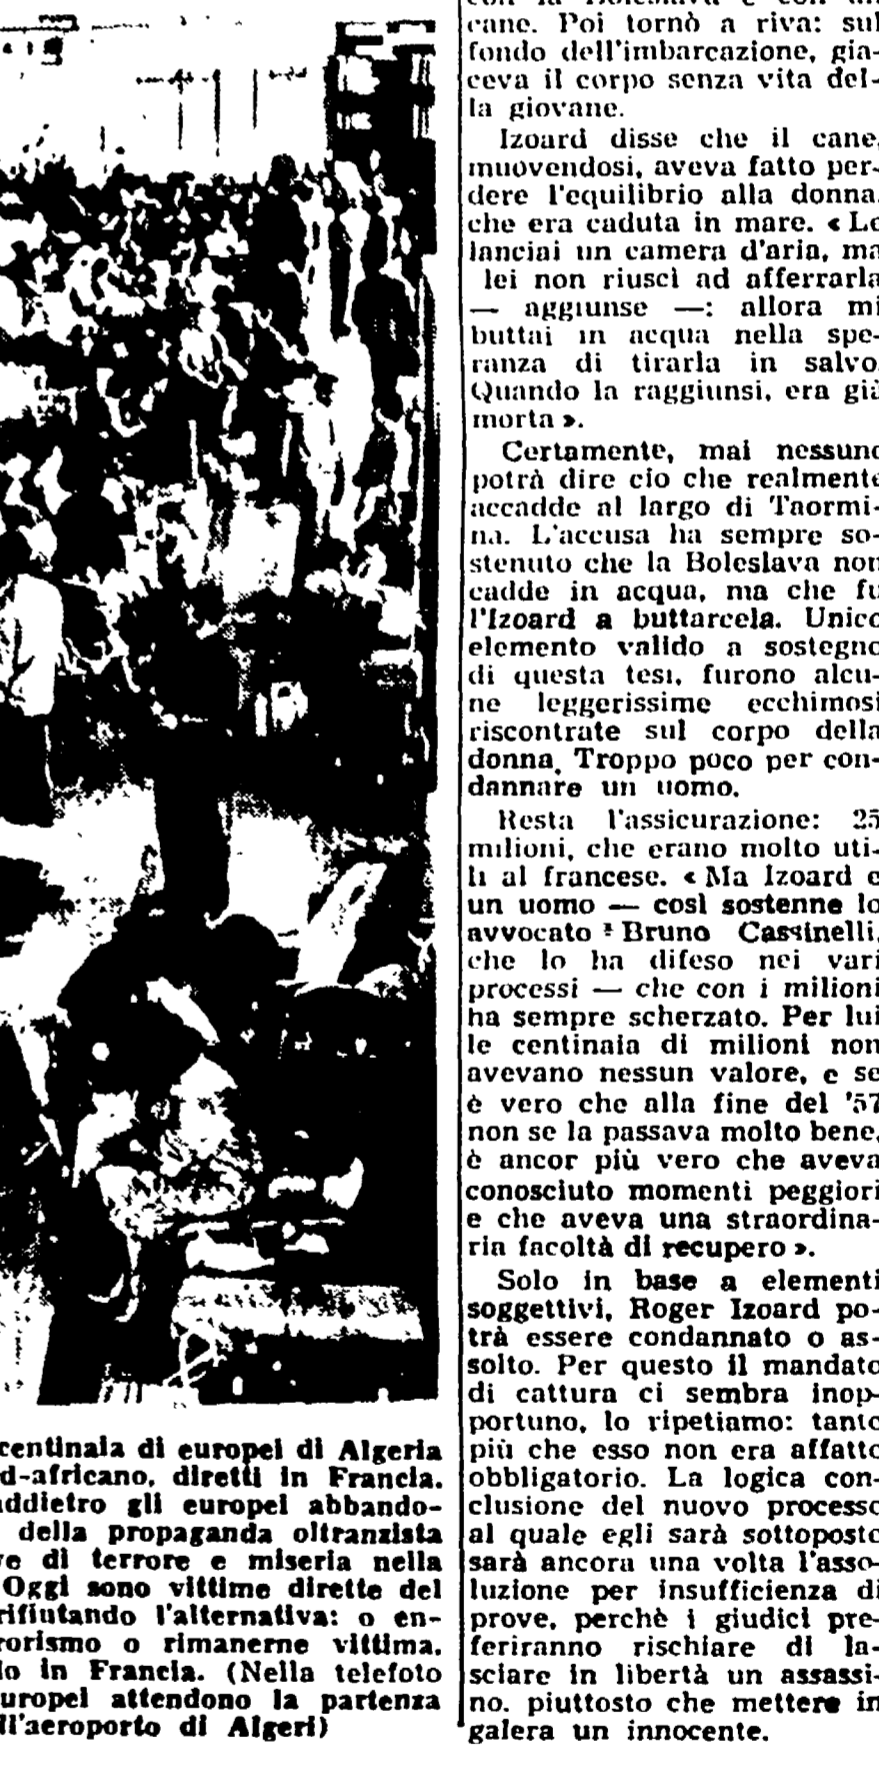 centinaia di europei di Algeria
d-africano, diretti in Francia.
addietro gli europei abbando-
della propaganda oltranzista
ve di terrore e miseria nella
Oggi sono vittime dirette del
rifiutando l'alternativa: o en-
rorismo o rimanerne vittima.
lo in Francia. (Nella telefoto
uropei attendono la partenza
ll'aeroporto di Algeri)
cane. Poi tornò a riva: sul
fondo dell'imbarcazione, gia-
ceva il corpo senza vita del-
la giovane.
Izoard disse che il cane,
muovendosi, aveva fatto per-
dere l'equilibrio alla donna,
che era caduta in mare. « Le
lanciai un camera d'aria, ma
lei non riuscì ad afferrarla
— aggiunse —: allora mi
buttai in acqua nella spe-
ranza di tirarla in salvo.
Quando la raggiunsi, era già
morta ».
Certamente, mai nessuno
potrà dire cio che realmente
accadde al largo di Taormi-
na. L'accusa ha sempre so-
stenuto che la Boleslava non
cadde in acqua, ma che fu
l'Izoard a buttarcela. Unico
elemento valido a sostegno
di questa tesi, furono alcu-
ne leggerissime ecchimosi
riscontrate sul corpo della
donna. Troppo poco per con-
dannare un uomo.
Resta l'assicurazione: 25
milioni, che erano molto uti-
li al francese. « Ma Izoard e
un uomo — così sostenne lo
avvocato Bruno Cassinelli,
che lo ha difeso nei vari
processi — che con i milioni
ha sempre scherzato. Per lui
le centinaia di milioni non
avevano nessun valore, e se
è vero che alla fine del '57
non se la passava molto bene,
è ancor più vero che aveva
conosciuto momenti peggiori
e che aveva una straordina-
ria facoltà di recupero ».
Solo in base a elementi
soggettivi, Roger Izoard po-
trà essere condannato o as-
solto. Per questo il mandato
di cattura ci sembra inop-
portuno, lo ripetiamo: tanto
più che esso non era affatto
obbligatorio. La logica con-
clusione del nuovo processo
al quale egli sarà sottoposto
sarà ancora una volta l'asso-
luzione per insufficienza di
prove, perchè i giudici pre-
feriranno rischiare di la-
sciare in libertà un assassi-
no, piuttosto che mettere in
galera un innocente.